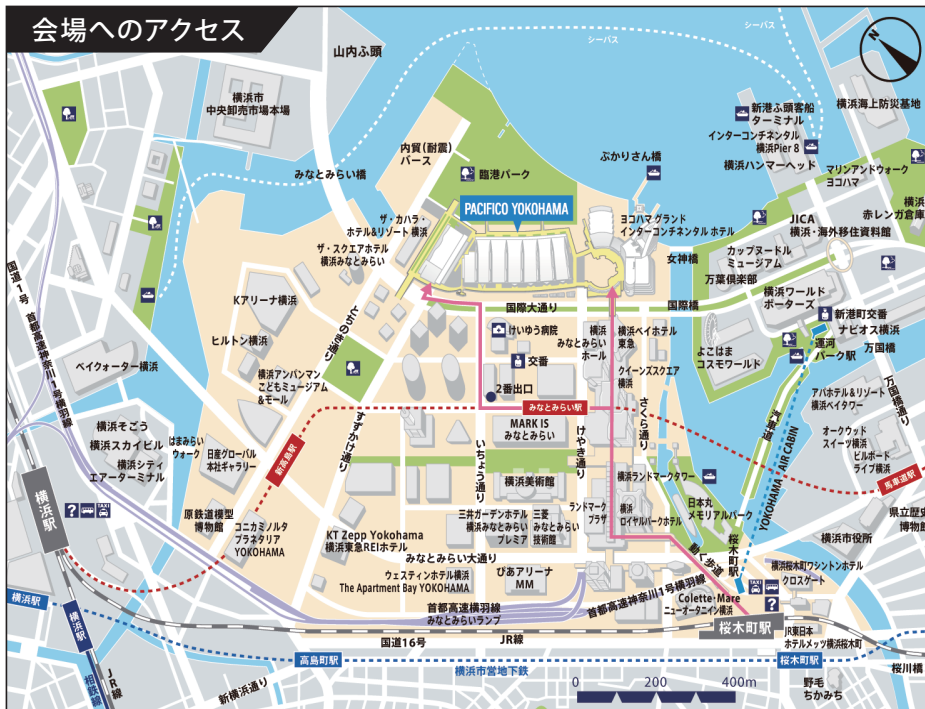 会場へのアクセス
シーバス
シーバス
N
山内ふ頭
横浜市
中央卸売市場本場
新港ふ頭客船
ターミナル
インターコンチネンタル
横浜Pier 8
横浜ハンマーヘッド
横浜海上防災基地
マリンアンドウォーク
ヨコハマ
横浜
赤レンガ倉庫
内貿(耐震)
バース
みなとみらい橋
臨港パーク
ぷかりさん橋
PACIFICO YOKOHAMA
ザ・カハラ・
ホテル&リゾート 横浜
ザ・スクエアホテル
横浜みなとみらい
ヨコハマ グランド
インターコンチネンタル ホテル
女神橋
JICA
横浜・海外移住資料館
カップヌードル
ミュージアム
万葉倶楽部
横浜ワールド
ポーターズ
国際大通り
国際橋
新港町交番
ナビオス横浜
運河
パーク駅
万国橋
よこはま
コスモワールド
国道1号
首都高速神奈川1号横羽線
Kアリーナ横浜
とちのき通り
ヒルトン横浜
けいゆう病院
交番
2番出口
横浜
みなとみらい
ホール
横浜ベイホテル
東急
クイーンズスクエア
横浜
ベイクォーター横浜
横浜アンパンマン
こどもミュージアム
&モール
みなとみらい駅
さくら通り
汽車道
YOKOHAMA AIR CABIN
万国橋通り
アパホテル&リゾート
横浜ベイタワー
オークウッド
スイーツ横浜
ビルボード
ライブ横浜
馬車道駅
横浜そごう
横浜スカイビル
横浜シティ
エアーターミナル
はまみらい
ウォーク
日産グローバル
本社ギャラリー
新高島駅
すずかけ通り
MARK IS
みなとみらい
いちょう通り
けやき通り
横浜美術館
横浜ランドマークタワー
日本丸
メモリアルパーク
横浜駅
?
TAXI
原鉄道模型
博物館
コニカミノルタ
プラネタリア
YOKOHAMA
KT Zepp Yokohama
横浜東急REIホテル
三井ガーデンホテル
横浜みなとみらい
プレミア
三菱
みなとみらい
技術館
ランドマーク
プラザ
横浜
ロイヤルパークホテル
県立歴史
博物館
横浜市役所
みなとみらい大通り
動く歩道
桜木町駅
横浜桜木町ワシントンホテル
クロスゲート
ウェスティンホテル横浜
The Apartment Bay YOKOHAMA
ぴあアリーナ
MM
TAXI
?
横浜駅
横浜駅
首都高速横羽線
みなとみらいランプ
首都高速神奈川1号横羽線
Colette・Mare
ニューオータニイン横浜
桜木町駅
JR東日本
ホテルメッツ横浜桜木町
国道16号
JR線
高島町駅
桜木町駅
桜川橋
相鉄線
JR線
新横浜通り
横浜市営地下鉄
0 200 400m
野毛
ちかみち